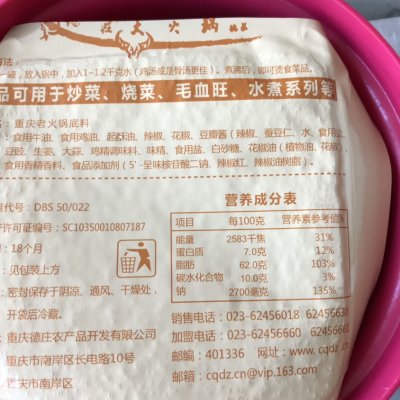 庄 火锅
法：
袋，放入锅中，加入1~1.2千克水（鸡汤或是骨汤更佳）。煮沸后，即可烫食菜品。
品可用于炒菜、烧菜、毛血旺、水煮系列等
：重庆老火锅底料
：食用牛油、食用鸡油、起酥油、辣椒、花椒、豆瓣酱（辣椒、蚕豆仁、水、食用盐
、豆豉、生姜、大蒜、鸡精调味料、味精、食用盐、白砂糖、花椒油（植物油、花椒）、
、食用香精香料、食品添加剂（5'-呈味核苷酸二钠、辣椒红、辣椒油树脂）。
准代号：DBS 50/022
产许可证编号：SC10350010807187
：18个月
：见包装上方
：密封保存于阴凉、通风、干燥处，
开袋后冷藏。
：重庆德庄农产品开发有限公司
：重庆市南岸区长电路10号
：重庆市南岸区
营养成分表
项目 每100克 营养素参考值%
能量 2583千焦 31%
蛋白质 7.0克 12%
脂肪 62.0克 103%
碳水化合物 10.0克 3%
钠 2700毫克 135%
销售电话：023-62456018 62456630
加盟电话：023-62456660 6245666
邮编：401336 网址：www.cqdz.cn
邮箱：cqdz.cn@vip.163.com